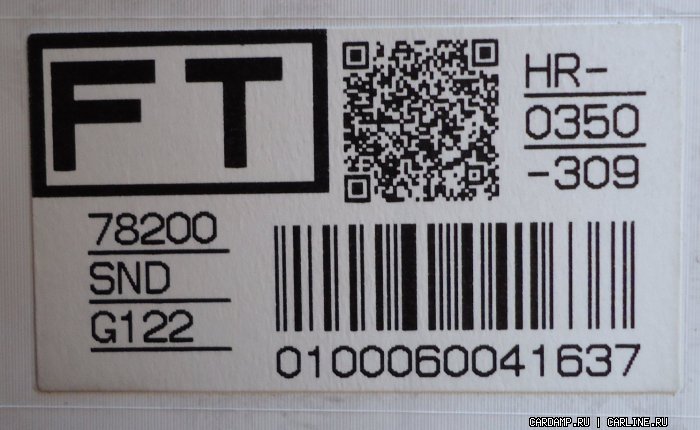 FT
HR-
0350
-309
78200
SND
G122
0100060041637
CARDAMP.RU | CARLINE.RU